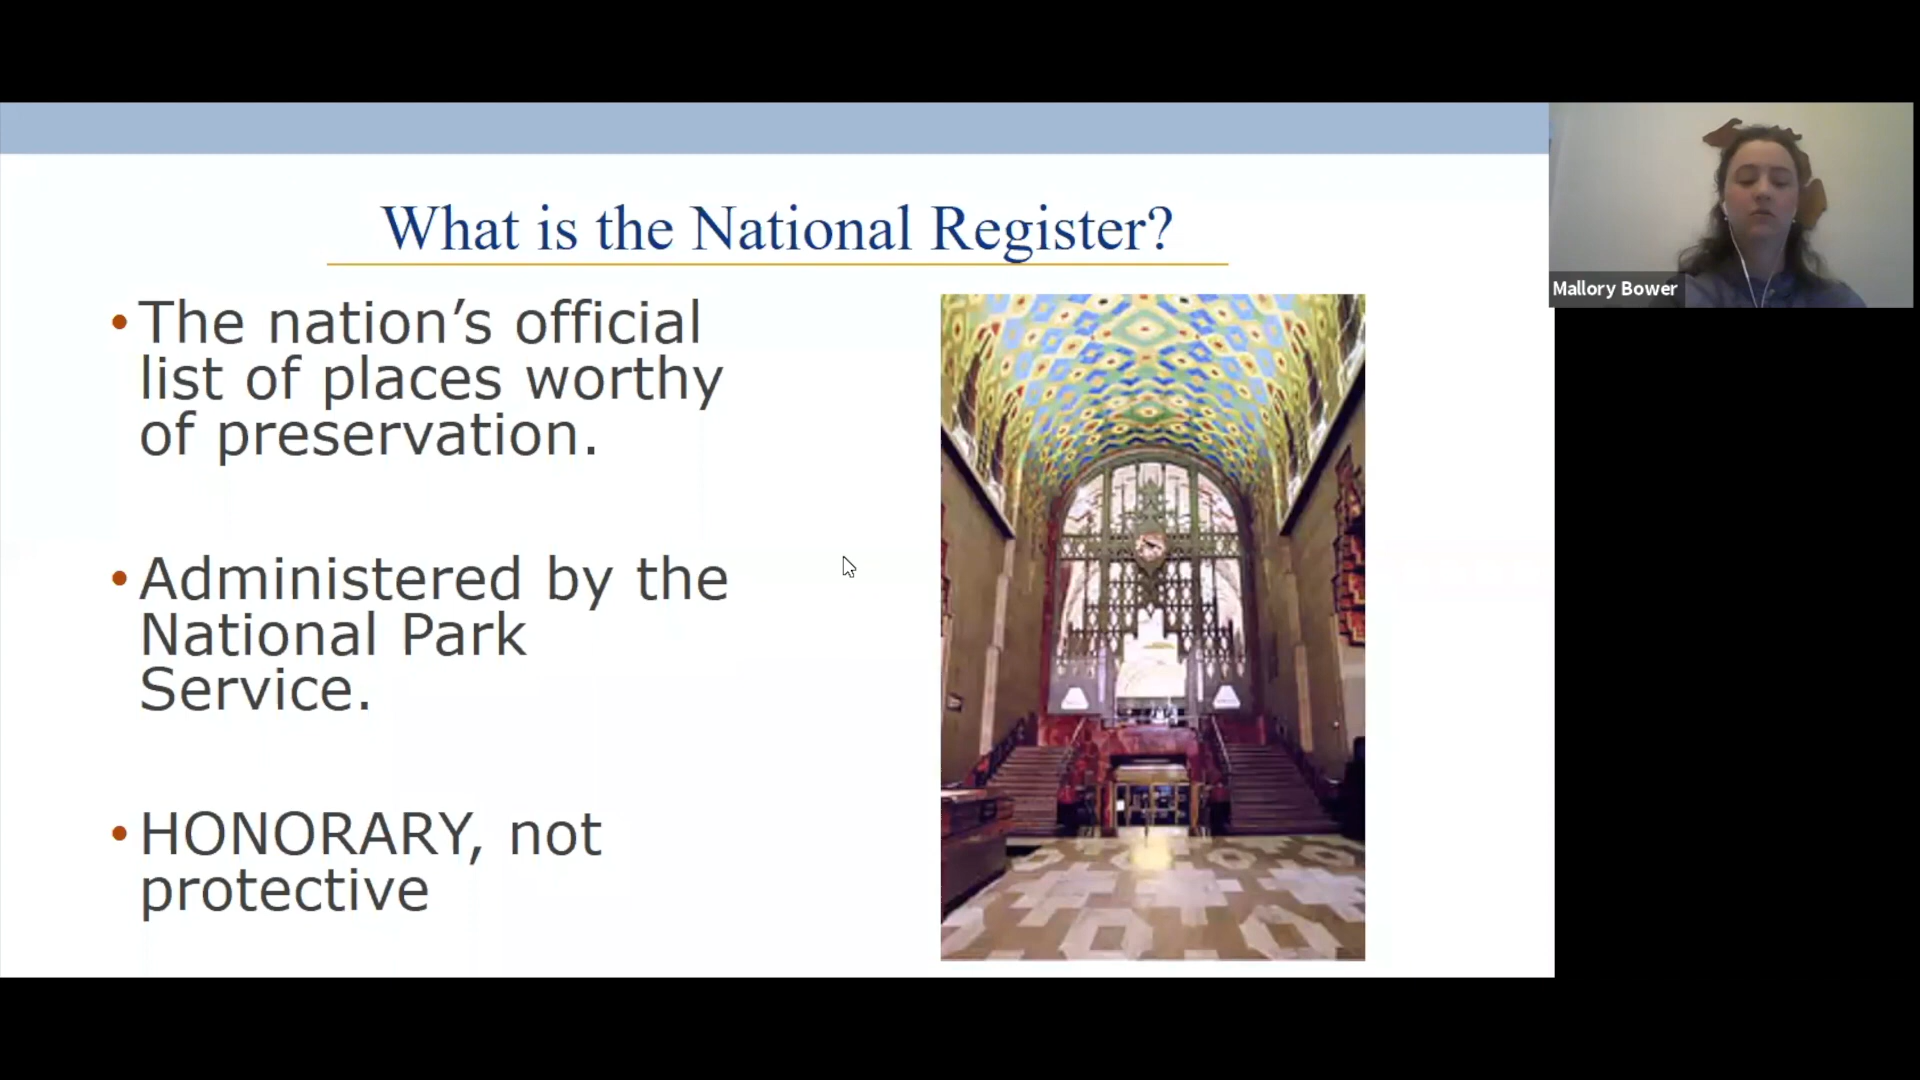 What is the National Register?
•The nation’s official
list of places worthy
of preservation.
•Administered by the
National Park
Service.
•HONORARY, not
protective
Mallory Bower